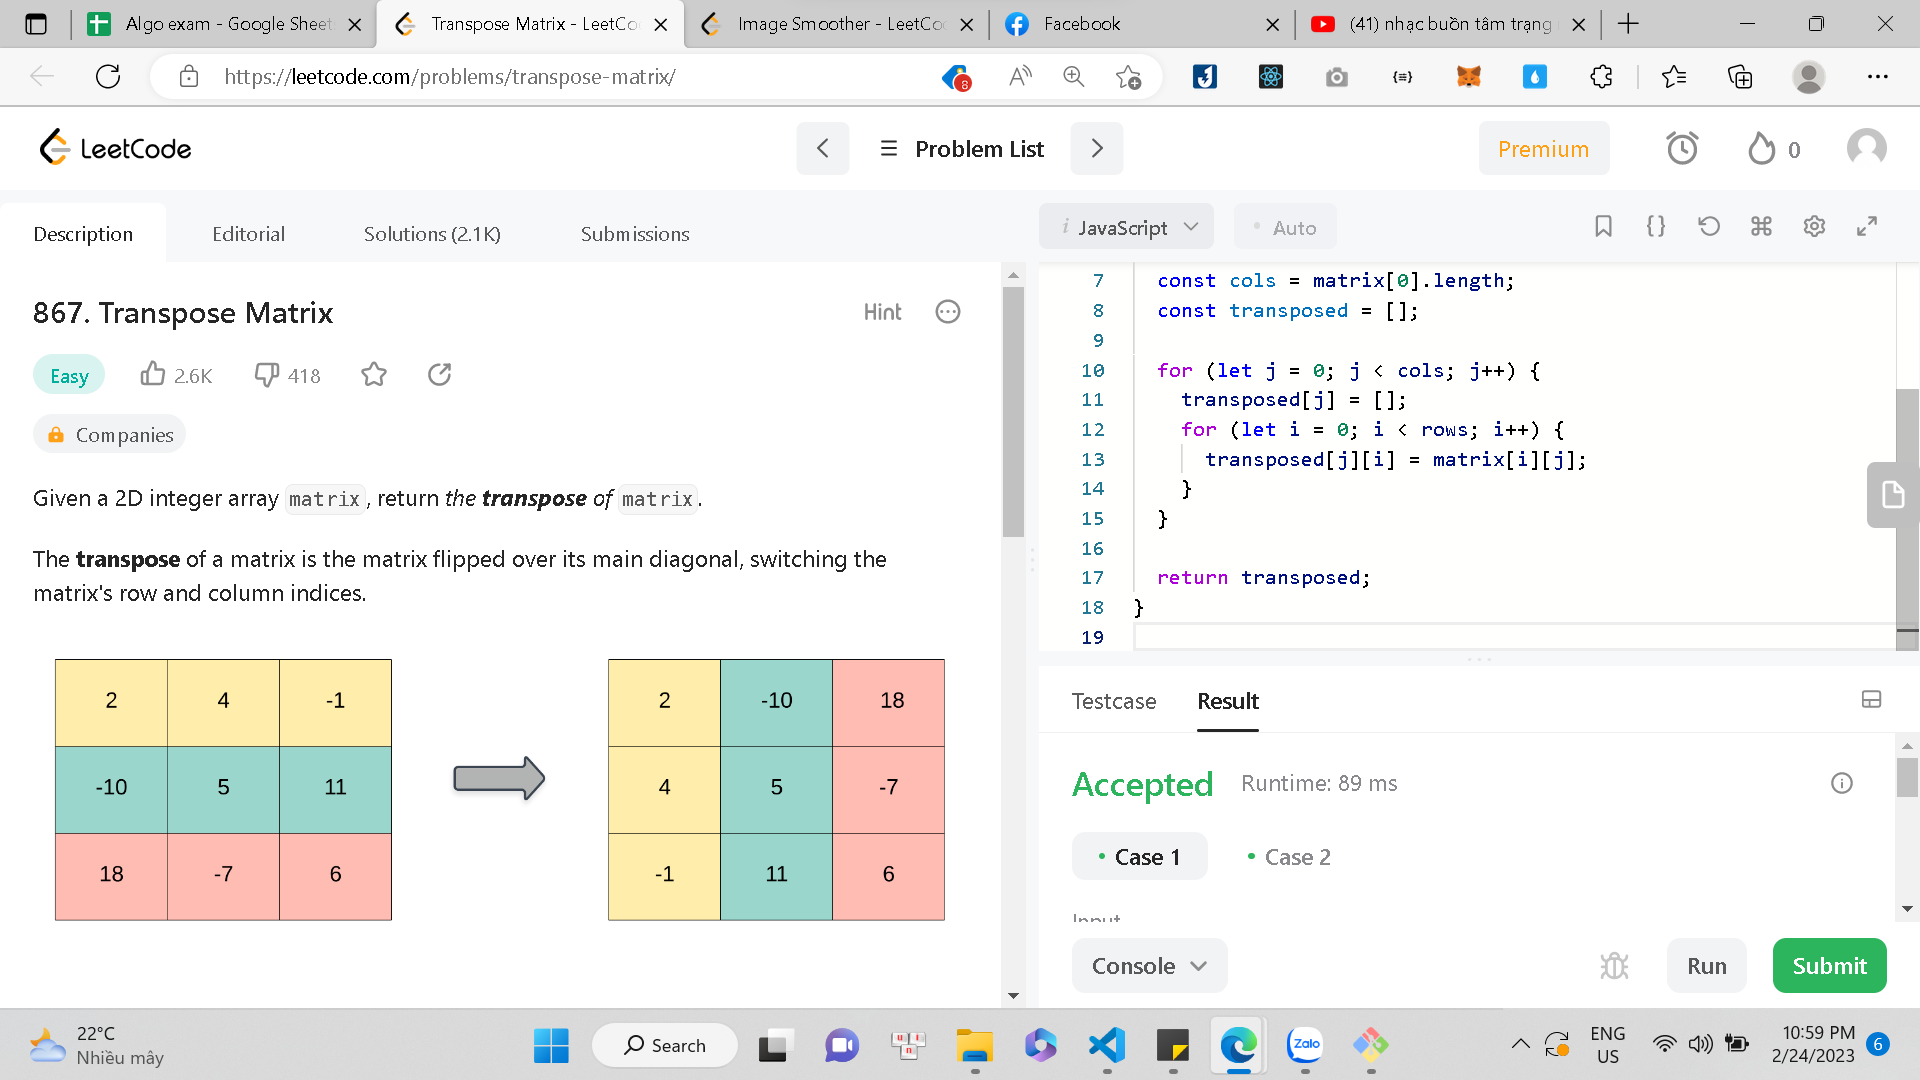 Algo exam - Google Sheet
Transpose Matrix - LeetCo
Image Smoother - LeetCo
Facebook
(41) nhạc buồn tâm trạng
https://leetcode.com/problems/transpose-matrix/
8
LeetCode
Problem List
Premium
0
Description
Editorial
Solutions (2.1K)
Submissions
i JavaScript
Auto
867. Transpose Matrix
Hint
Easy
2.6K
418
Companies
Given a 2D integer array matrix, return the transpose of matrix.
The transpose of a matrix is the matrix flipped over its main diagonal, switching the
matrix's row and column indices.
2 4 -1
-10 5 11
18 -7 6
2 -10 18
4 5 -7
-1 11 6
7 const cols = matrix[0].length;
8 const transposed = [];
9
10 for (let j = 0; j < cols; j++) {
11 transposed[j] = [];
12 for (let i = 0; i < rows; i++) {
13 transposed[j][i] = matrix[i][j];
14 }
15 }
16
17 return transposed;
18 }
19
Testcase
Result
Accepted
Runtime: 89 ms
Case 1
Case 2
Input
Console
Run
Submit
22°C
Nhiều mây
Search
Zalo
ENG
US
10:59 PM
2/24/2023
6